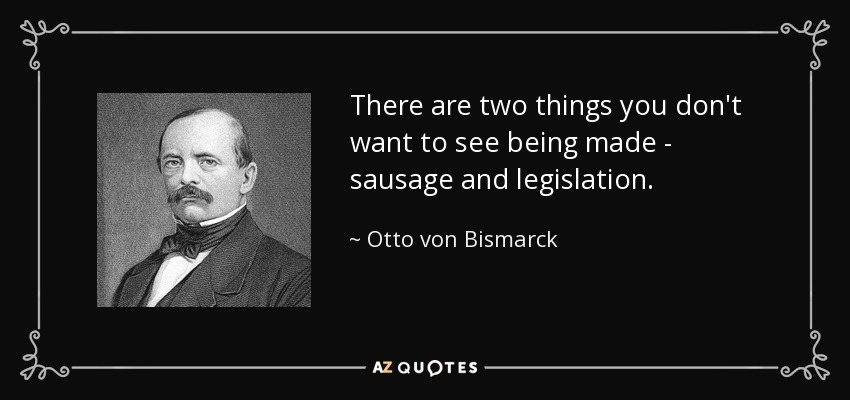 There are two things you don't
want to see being made -
sausage and legislation.
~ Otto von Bismarck
AZ QUOTES